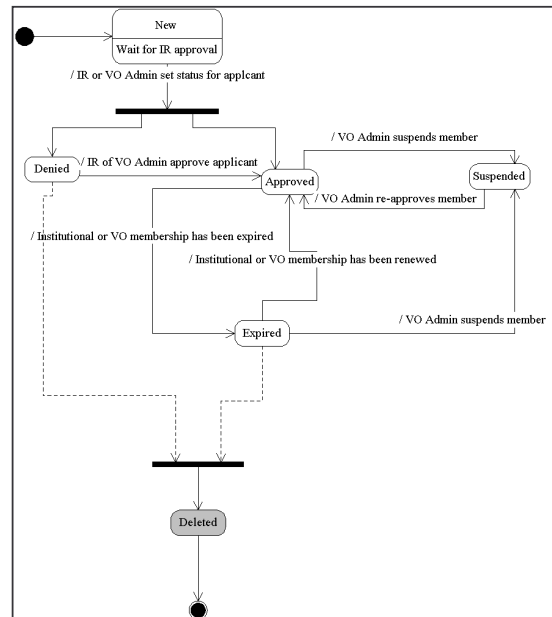 New
Wait for IR approval
/ IR or VO Admin set status for applcant
/ VO Admin suspends member
/ IR of VO Admin approve applicant
Denied
Approved
Suspended
/ VO Admin re-approves member
/ Institutional or VO membership has been expired
/ Institutional or VO membership has been renewed
/ VO Admin suspends member
Expired
Deleted